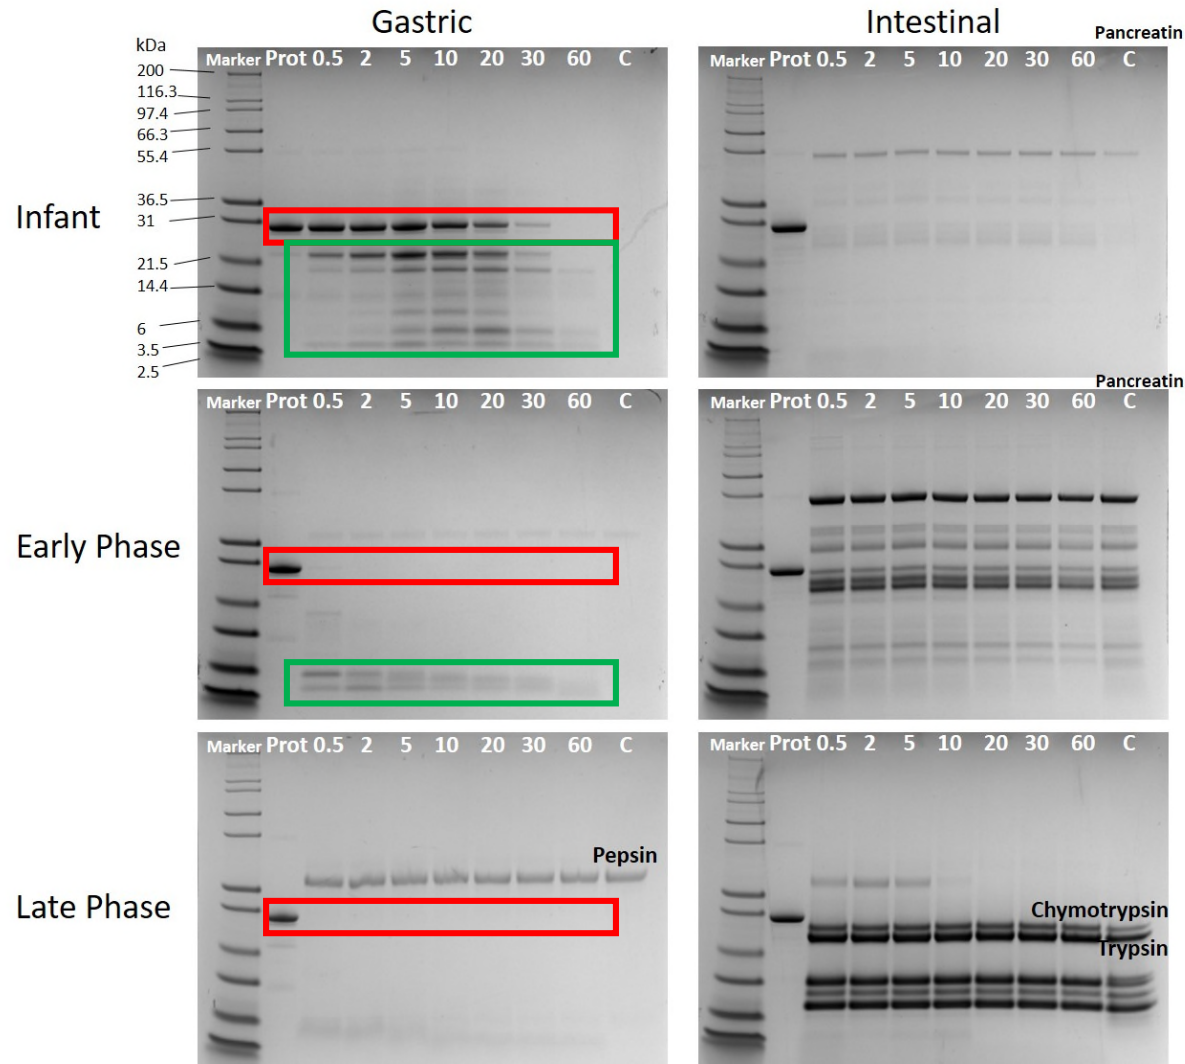 Gastric Intestinal
Pancreatin
kDa
Marker Prot 0.5 2 5 10 20 30 60 C
Marker Prot 0.5 2 5 10 20 30 60 C
200
116.3
97.4
66.3
55.4
36.5
31
21.5
14.4
6
3.5
2.5
Infant
Pancreatin
Marker Prot 0.5 2 5 10 20 30 60 C
Marker Prot 0.5 2 5 10 20 30 60 C
Early Phase
Marker Prot 0.5 2 5 10 20 30 60 C
Marker Prot 0.5 2 5 10 20 30 60 C
Pepsin
Late Phase
Chymotrypsin
Trypsin